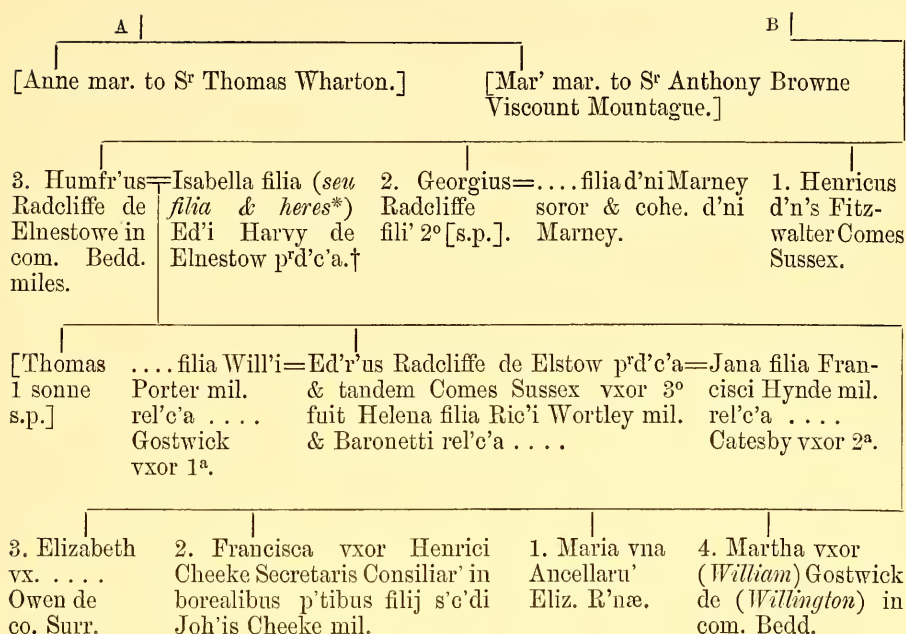 A B
[Anne mar. to Sʳ Thomas Wharton.]
[Mar' mar. to Sʳ Anthony Browne
Viscount Mountague.]
3. Humfr'us=
Radcliffe de
Elnestowe in
com. Bedd.
miles.
Isabella filia (seu
filia & heres*)
Ed'i Harvy de
Elnestow pʳd'c'a.†
2. Georgius=
Radcliffe
fili' 2º [s.p.].
. . . . filia d'ni Marney
soror & cohe. d'ni
Marney.
1. Henricus
d'n's Fitz-
walter Comes
Sussex.
[Thomas
1 sonne
s.p.]
. . . . filia Will'i=
Porter mil.
rel'c'a . . . .
Gostwick
vxor 1ª.
Ed'r'us Radcliffe de Elstow pʳd'c'a=
& tandem Comes Sussex vxor 3º
fuit Helena filia Ric'i Wortley mil.
& Baronetti rel'c'a . . . .
Jana filia Fran-
cisci Hynde mil.
rel'c'a . . . .
Catesby vxor 2ª.
3. Elizabeth
vx. . . . .
Owen de
co. Surr.
2. Francisca vxor Henrici
Cheeke Secretaris Consiliar' in
borealibus p'tibus filij s'c'di
Joh'is Cheeke mil.
1. Maria vna
Ancellaru'
Eliz. R'næ.
4. Martha vxor
(William) Gostwick
de (Willington) in
com. Bedd.